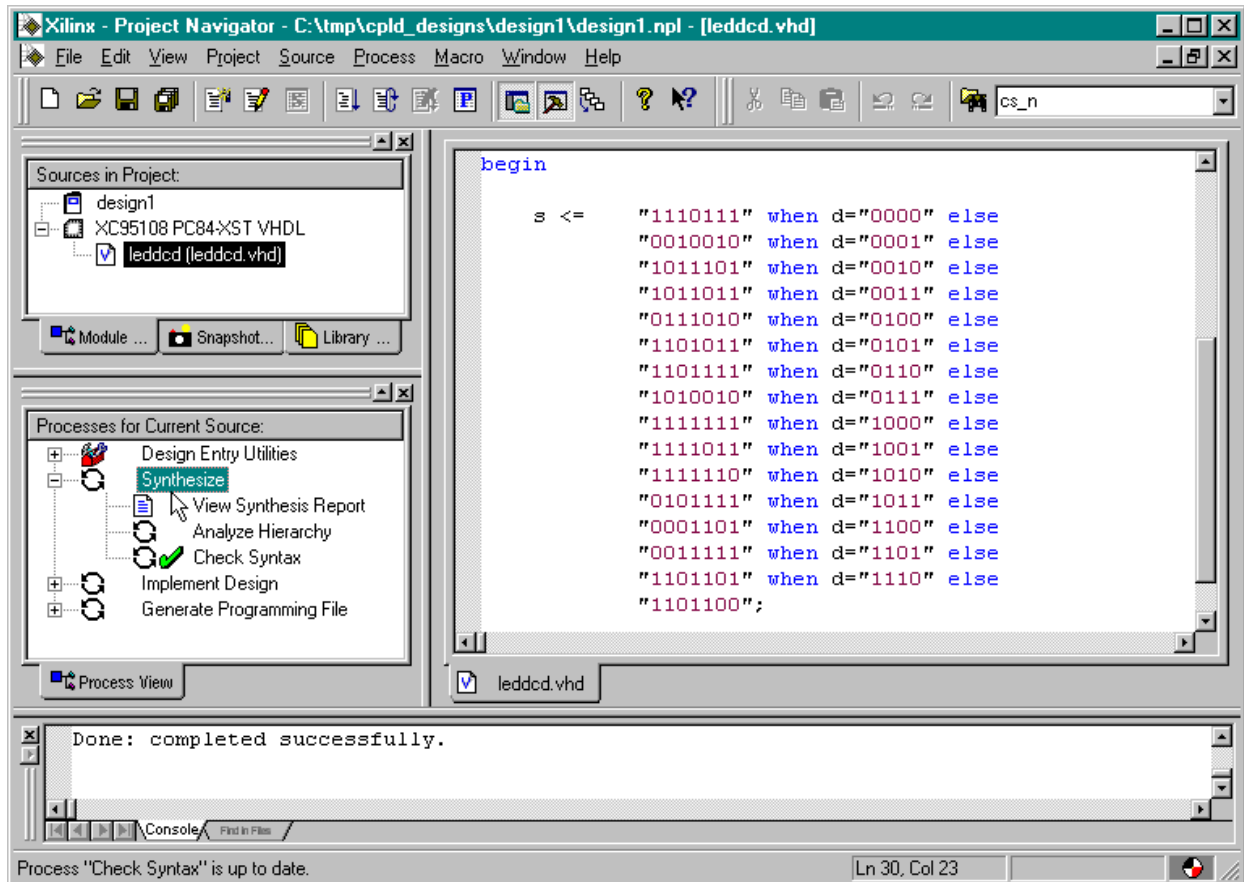 Xilinx - Project Navigator - C:\tmp\cpld_designs\design1\design1.npl - [leddcd.vhd]
File Edit View Project Source Process Macro Window Help
cs_n
Sources in Project:
design1
XC95108 PC84-XST VHDL
leddcd (leddcd.vhd)
Module ... Snapshot... Library ...
Processes for Current Source:
Design Entry Utilities
Synthesize
View Synthesis Report
Analyze Hierarchy
Check Syntax
Implement Design
Generate Programming File
Process View
begin
s <= "1110111" when d="0000" else
"0010010" when d="0001" else
"1011101" when d="0010" else
"1011011" when d="0011" else
"0111010" when d="0100" else
"1101011" when d="0101" else
"1101111" when d="0110" else
"1010010" when d="0111" else
"1111111" when d="1000" else
"1111011" when d="1001" else
"1111110" when d="1010" else
"0101111" when d="1011" else
"0001101" when d="1100" else
"0011111" when d="1101" else
"1101101" when d="1110" else
"1101100";
leddcd.vhd
Done: completed successfully.
Console Find in Files
Process "Check Syntax" is up to date. Ln 30, Col 23